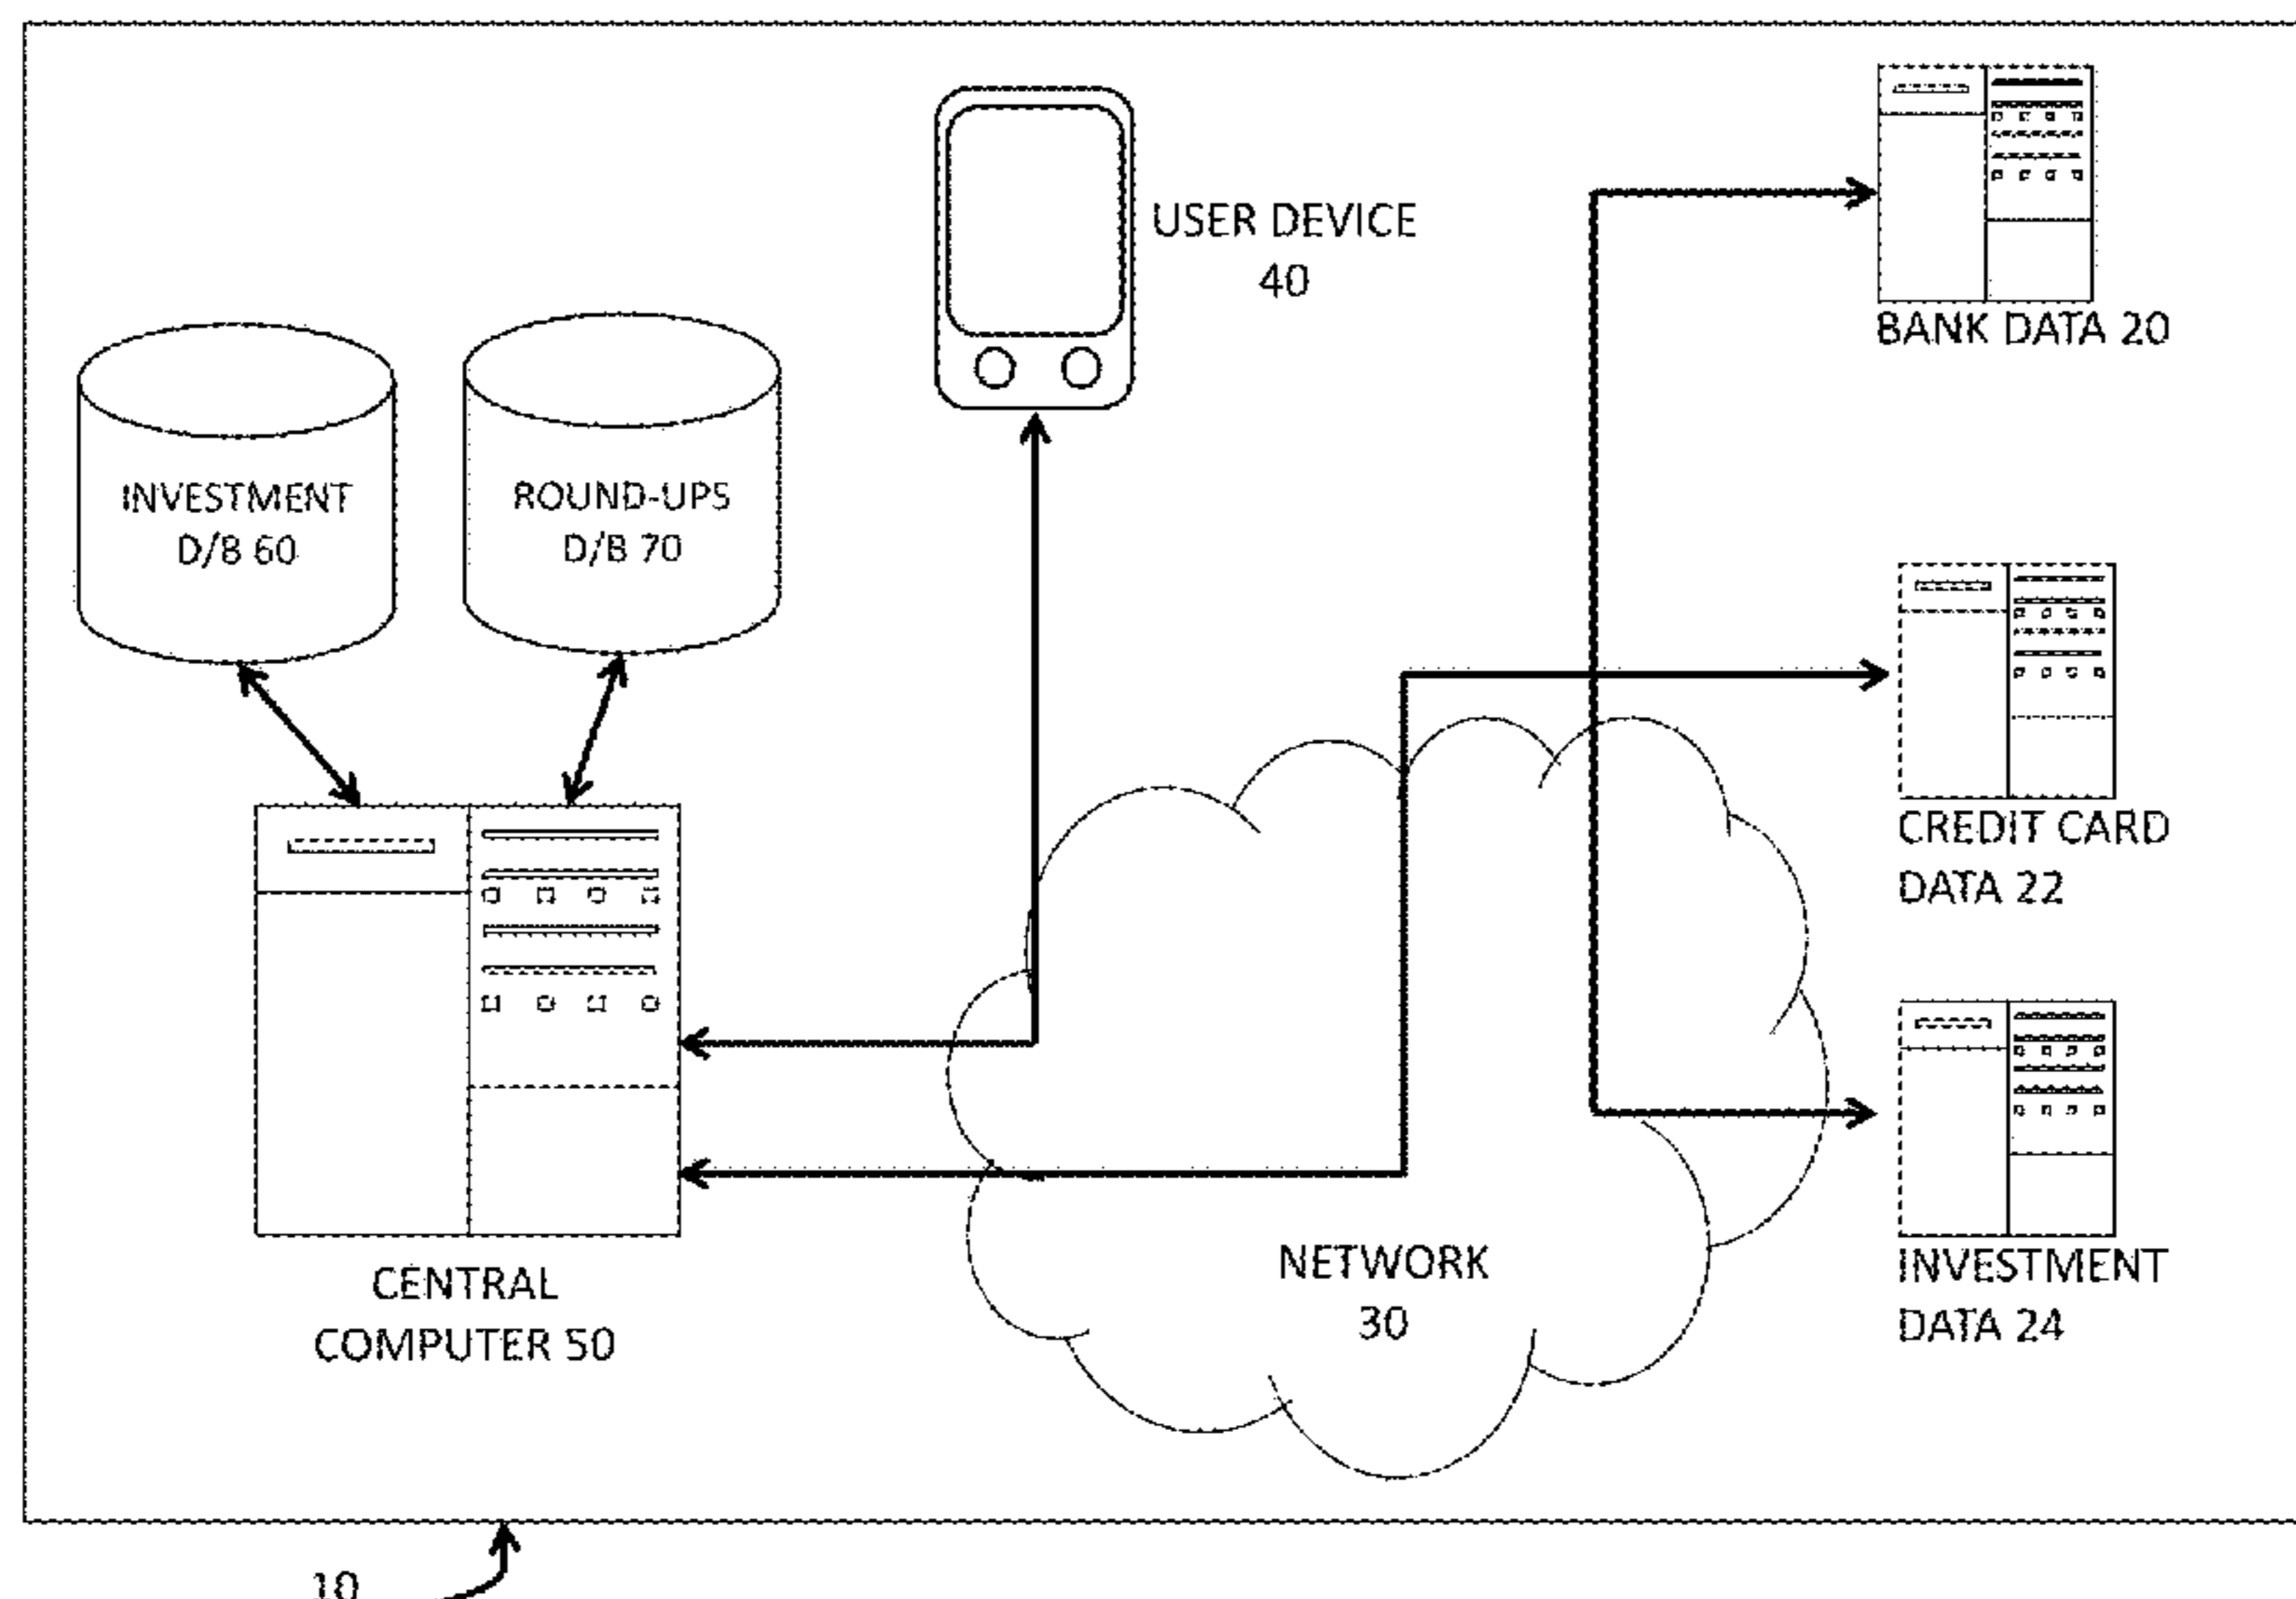 USER DEVICE
40
BANK DATA 20
INVESTMENT
D/B 60
ROUND-UPS
D/B 70
CREDIT CARD
DATA 22
CENTRAL
COMPUTER 50
NETWORK
30
INVESTMENT
DATA 24
10